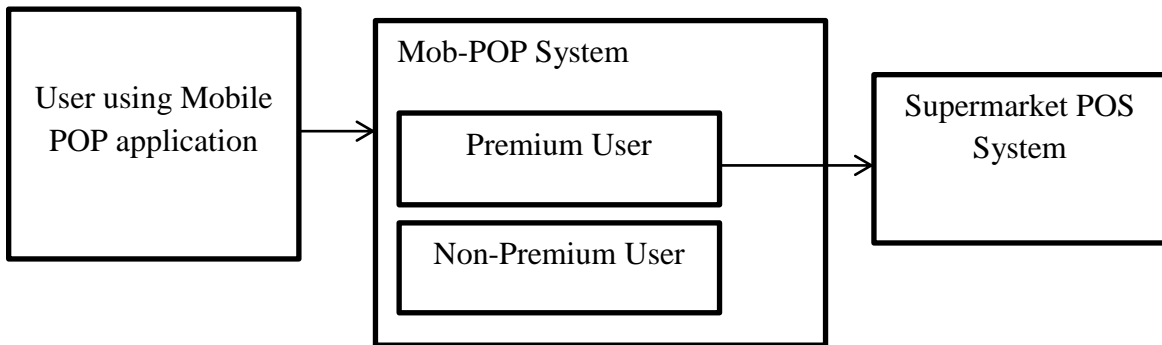 User using Mobile
POP application
Mob-POP System
Premium User
Non-Premium User
Supermarket POS
System